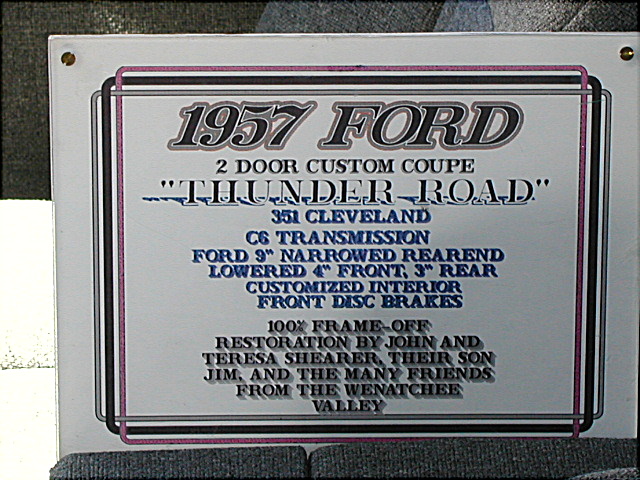 1957 FORD
2 DOOR CUSTOM COUPE
"THUNDER ROAD"
351 CLEVELAND
C6 TRANSMISSION
FORD 9" NARROWED REAREND
LOWERED 4" FRONT, 3" REAR
CUSTOMIZED INTERIOR
FRONT DISC BRAKES
100% FRAME-OFF
RESTORATION BY JOHN AND
TERESA SHEARER, THEIR SON
JIM, AND THE MANY FRIENDS
FROM THE WENATCHEE
VALLEY